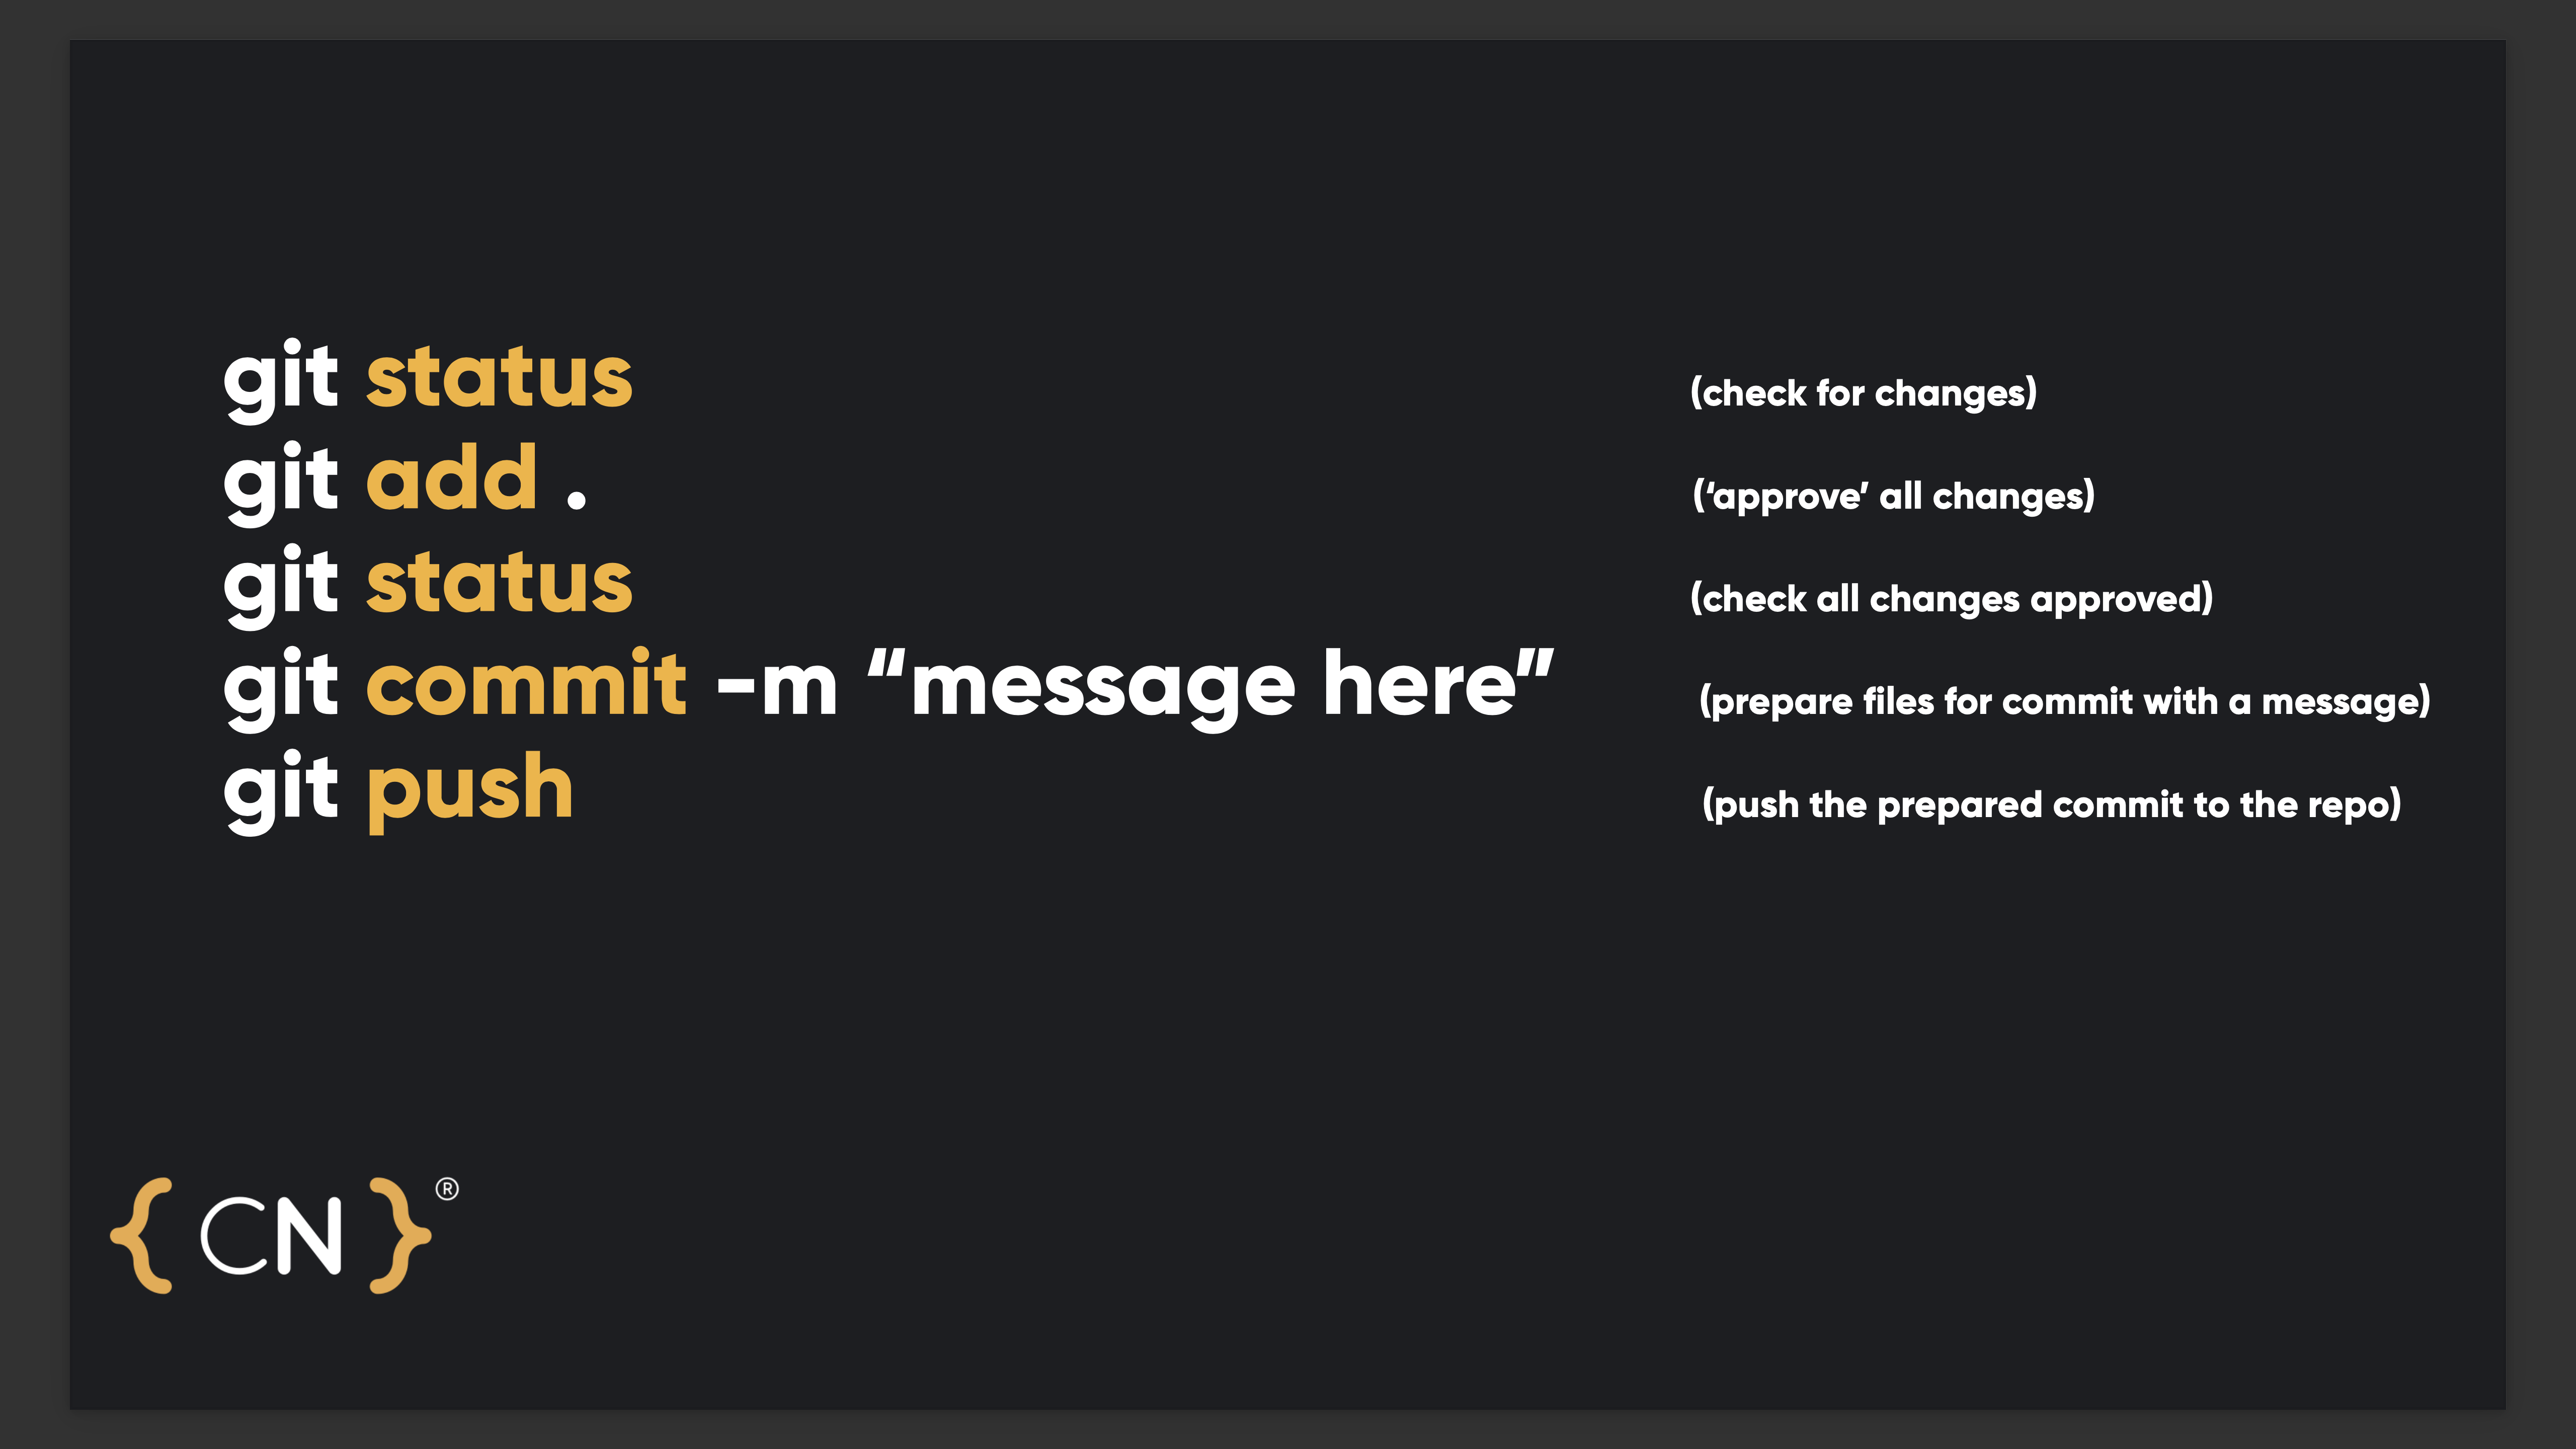 git status (check for changes)
git add . (‘approve’ all changes)
git status (check all changes approved)
git commit -m “message here” (prepare files for commit with a message)
git push (push the prepared commit to the repo)
{ CN } ®